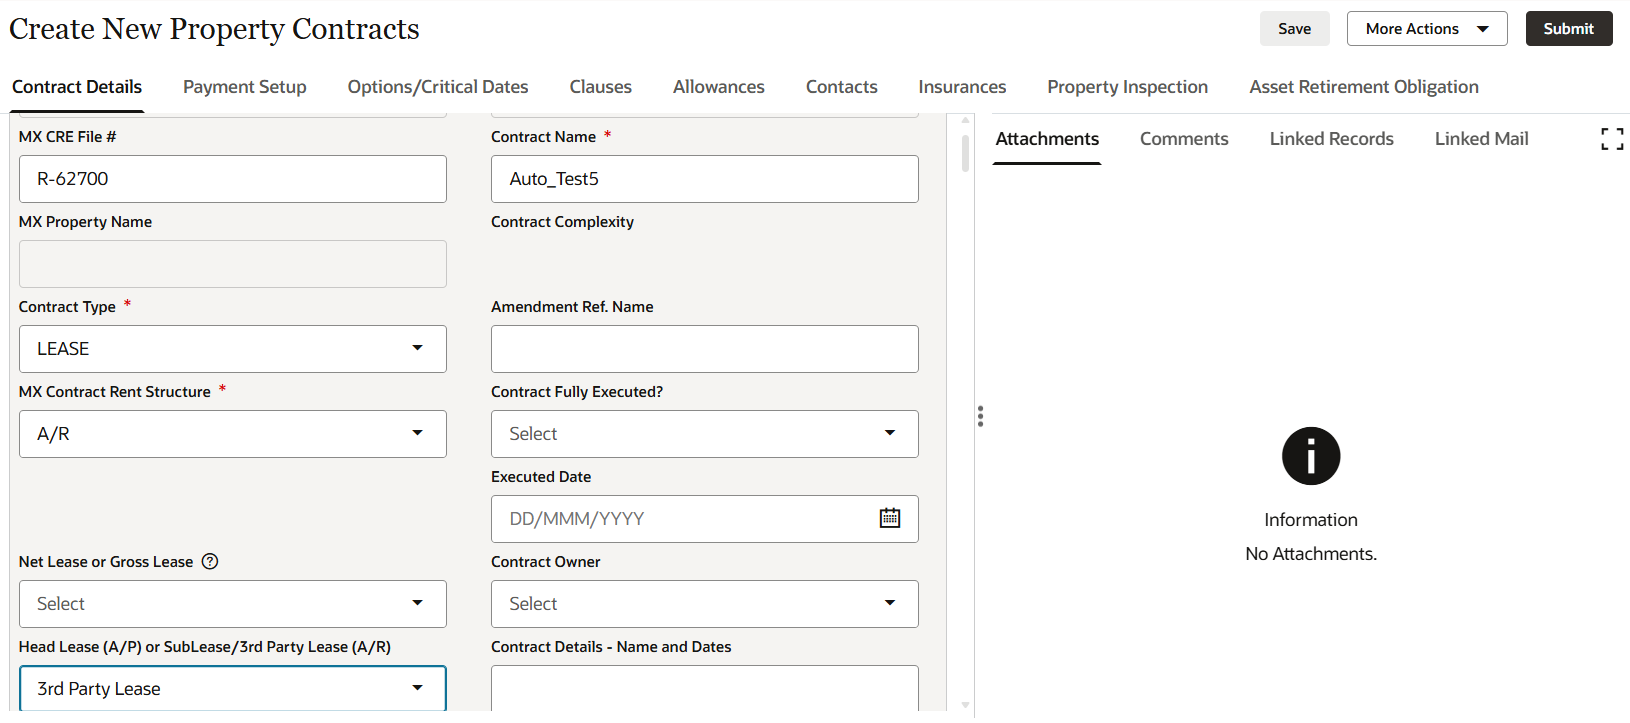 Create New Property Contracts
Save
More Actions
Submit
Contract Details
Payment Setup
Options/Critical Dates
Clauses
Allowances
Contacts
Insurances
Property Inspection
Asset Retirement Obligation
MX CRE File #
R-62700
Contract Name *
Auto_Test5
MX Property Name
Contract Complexity
Contract Type *
LEASE
Amendment Ref. Name
MX Contract Rent Structure *
A/R
Contract Fully Executed?
Select
Executed Date
DD/MMM/YYYY
Net Lease or Gross Lease ?
Select
Contract Owner
Select
Head Lease (A/P) or SubLease/3rd Party Lease (A/R)
3rd Party Lease
Contract Details - Name and Dates
Attachments
Comments
Linked Records
Linked Mail
i
Information
No Attachments.